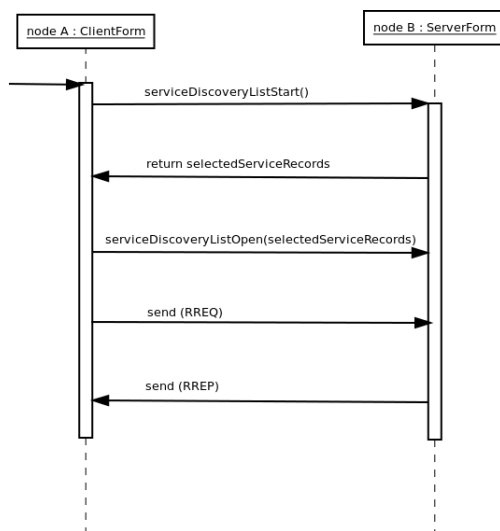 node A : ClientForm
node B : ServerForm
serviceDiscoveryListStart()
return selectedServiceRecords
serviceDiscoveryListOpen(selectedServiceRecords)
send (RREQ)
send (RREP)